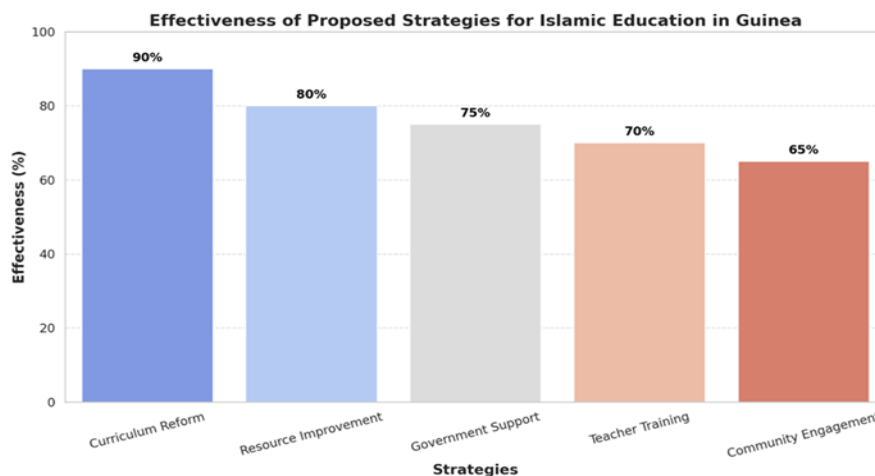 Effectiveness of Proposed Strategies for Islamic Education in Guinea
Effectiveness (%)
100
80
60
40
20
0
90%
80%
75%
70%
65%
Curriculum Reform
Resource Improvement
Government Support
Teacher Training
Community Engagement
Strategies